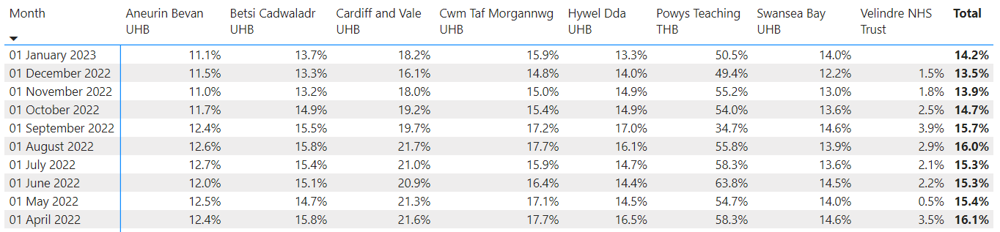 Month Aneurin Bevan UHB Betsi Cadwaladr UHB Cardiff and Vale UHB Cwm Taf Morgannwg UHB Hywel Dda UHB Powys Teaching THB Swansea Bay UHB Velindre NHS Trust Total
01 January 2023 11.1% 13.7% 18.2% 15.9% 13.3% 50.5% 14.0% 14.2%
01 December 2022 11.5% 13.3% 16.1% 14.8% 14.0% 49.4% 12.2% 1.5% 13.5%
01 November 2022 11.0% 13.2% 18.0% 15.0% 14.9% 55.2% 13.0% 1.8% 13.9%
01 October 2022 11.7% 14.9% 19.2% 15.4% 14.9% 54.0% 13.6% 2.5% 14.7%
01 September 2022 12.4% 15.5% 19.7% 17.2% 17.0% 34.7% 14.6% 3.9% 15.7%
01 August 2022 12.6% 15.8% 21.7% 17.7% 16.1% 55.8% 13.9% 2.9% 16.0%
01 July 2022 12.7% 15.4% 21.0% 15.9% 14.7% 58.3% 13.6% 2.1% 15.3%
01 June 2022 12.0% 15.1% 20.9% 16.4% 14.4% 63.8% 14.5% 2.2% 15.3%
01 May 2022 12.5% 14.7% 21.3% 17.1% 14.5% 54.7% 14.0% 0.5% 15.4%
01 April 2022 12.4% 15.8% 21.6% 17.7% 16.5% 58.3% 14.6% 3.5% 16.1%